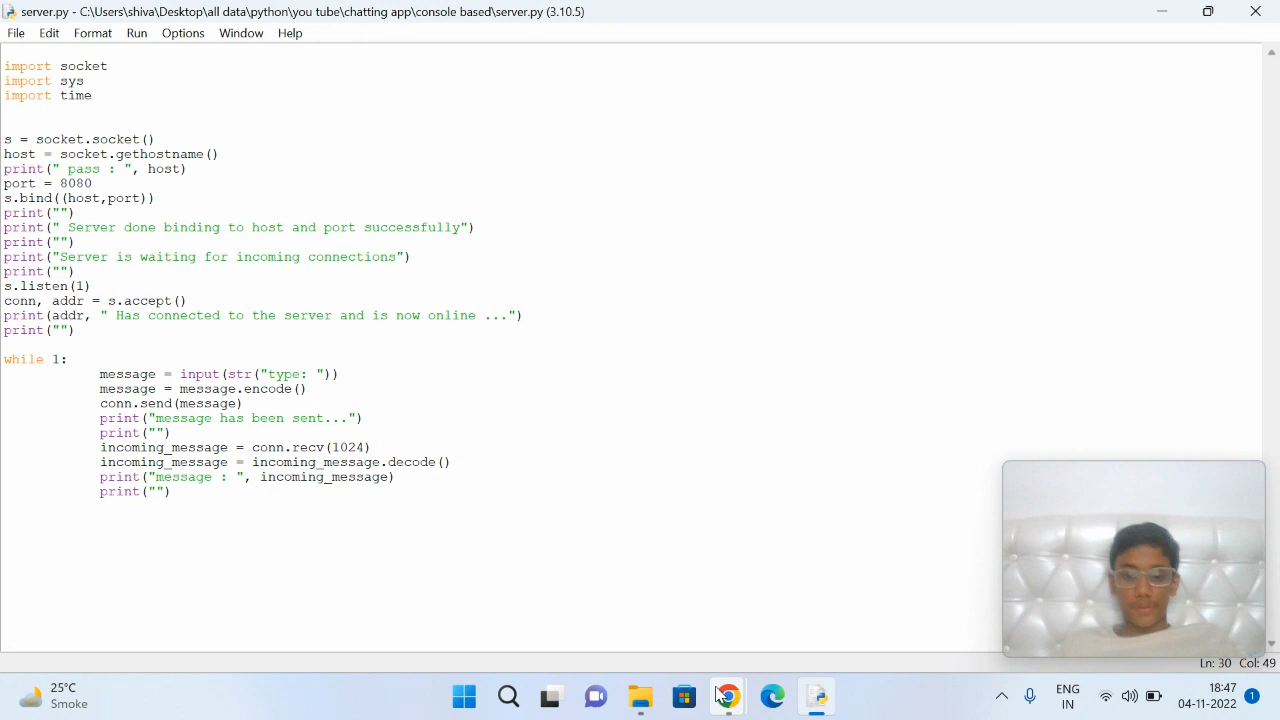 server.py - C:\Users\shiva\Desktop\all data\python\you tube\chatting app\console based\server.py (3.10.5)
File Edit Format Run Options Window Help
import socket
import sys
import time
s = socket.socket()
host = socket.gethostname()
print(" pass : ", host)
port = 8080
s.bind((host,port))
print("")
print(" Server done binding to host and port successfully")
print("")
print("Server is waiting for incoming connections")
print("")
s.listen(1)
conn, addr = s.accept()
print(addr, " Has connected to the server and is now online ...")
print("")
while 1:
message = input(str("type: "))
message = message.encode()
conn.send(message)
print("message has been sent...")
print("")
incoming_message = conn.recv(1024)
incoming_message = incoming_message.decode()
print("message : ", incoming_message)
print("")
Ln: 30 Col: 49
25°C
Smoke
ENG
IN
18:47
04-11-2022
1